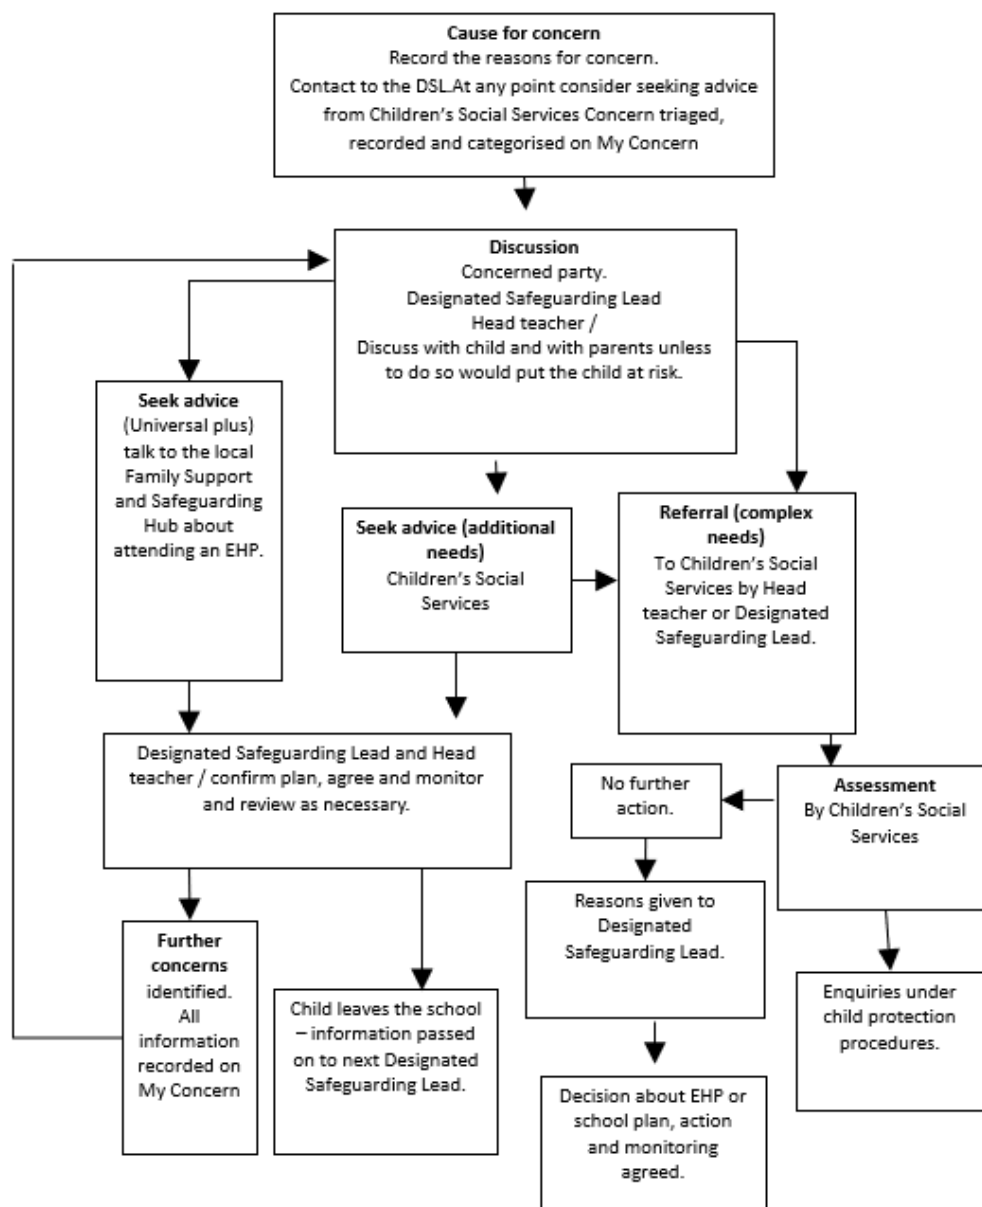 Cause for concern
Record the reasons for concern.
Contact to the DSL.At any point consider seeking advice
from Children's Social Services Concern triaged,
recorded and categorised on My Concern
Discussion
Concerned party.
Designated Safeguarding Lead
Head teacher /
Discuss with child and with parents unless
to do so would put the child at risk.
Seek advice
(Universal plus)
talk to the local
Family Support
and Safeguarding
Hub about
attending an EHP.
Seek advice (additional
needs)
Children's Social
Services
Referral (complex
needs)
To Children's Social
Services by Head
teacher or Designated
Safeguarding Lead.
Designated Safeguarding Lead and Head
teacher / confirm plan, agree and monitor
and review as necessary.
No further
action.
Assessment
By Children's Social
Services
Reasons given to
Designated
Safeguarding Lead.
Further
concerns
identified.
All
information
recorded on
My Concern
Child leaves the school
– information passed
on to next Designated
Safeguarding Lead.
Enquiries under
child protection
procedures.
Decision about EHP or
school plan, action
and monitoring
agreed.